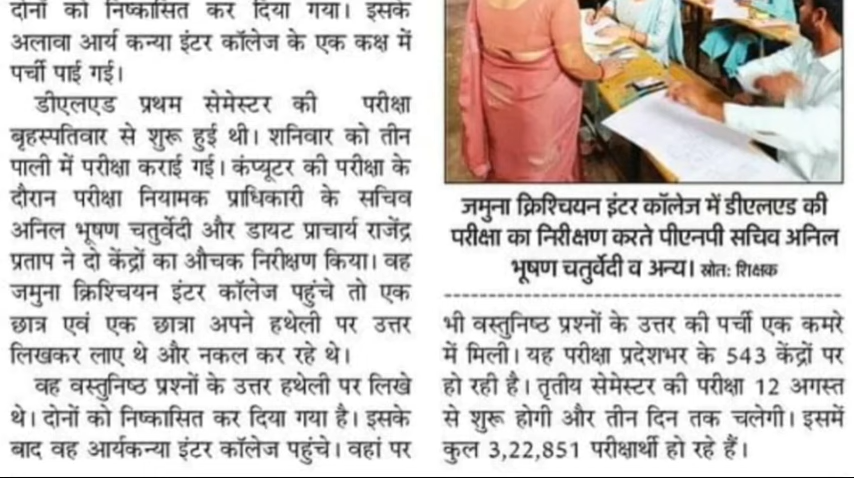 दोनों को निष्कासित कर दिया गया। इसके
अलावा आर्य कन्या इंटर कॉलेज के एक कक्ष में
पर्ची पाई गई।
डीएलएड प्रथम सेमेस्टर की परीक्षा
बृहस्पतिवार से शुरू हुई थी। शनिवार को तीन
पाली में परीक्षा कराई गई। कंप्यूटर की परीक्षा के
दौरान परीक्षा नियामक प्राधिकारी के सचिव
अनिल भूषण चतुर्वेदी और डायट प्राचार्य राजेंद्र
प्रताप ने दो केंद्रों का औचक निरीक्षण किया। वह
जमुना क्रिश्चियन इंटर कॉलेज पहुंचे तो एक
छात्र एवं एक छात्रा अपने हथेली पर उत्तर
लिखकर लाए थे और नकल कर रहे थे।
वह वस्तुनिष्ठ प्रश्नों के उत्तर हथेली पर लिखे
थे। दोनों को निष्कासित कर दिया गया है। इसके
बाद वह आर्यकन्या इंटर कॉलेज पहुंचे। वहां पर
जमुना क्रिश्चियन इंटर कॉलेज में डीएलएड की
परीक्षा का निरीक्षण करते पीएनपी सचिव अनिल
भूषण चतुर्वेदी व अन्य। स्रोत: शिक्षक
भी वस्तुनिष्ठ प्रश्नों के उत्तर की पर्ची एक कमरे
में मिली। यह परीक्षा प्रदेशभर के 543 केंद्रों पर
हो रही है। तृतीय सेमेस्टर की परीक्षा 12 अगस्त
से शुरू होगी और तीन दिन तक चलेगी। इसमें
कुल 3,22,851 परीक्षार्थी हो रहे हैं।